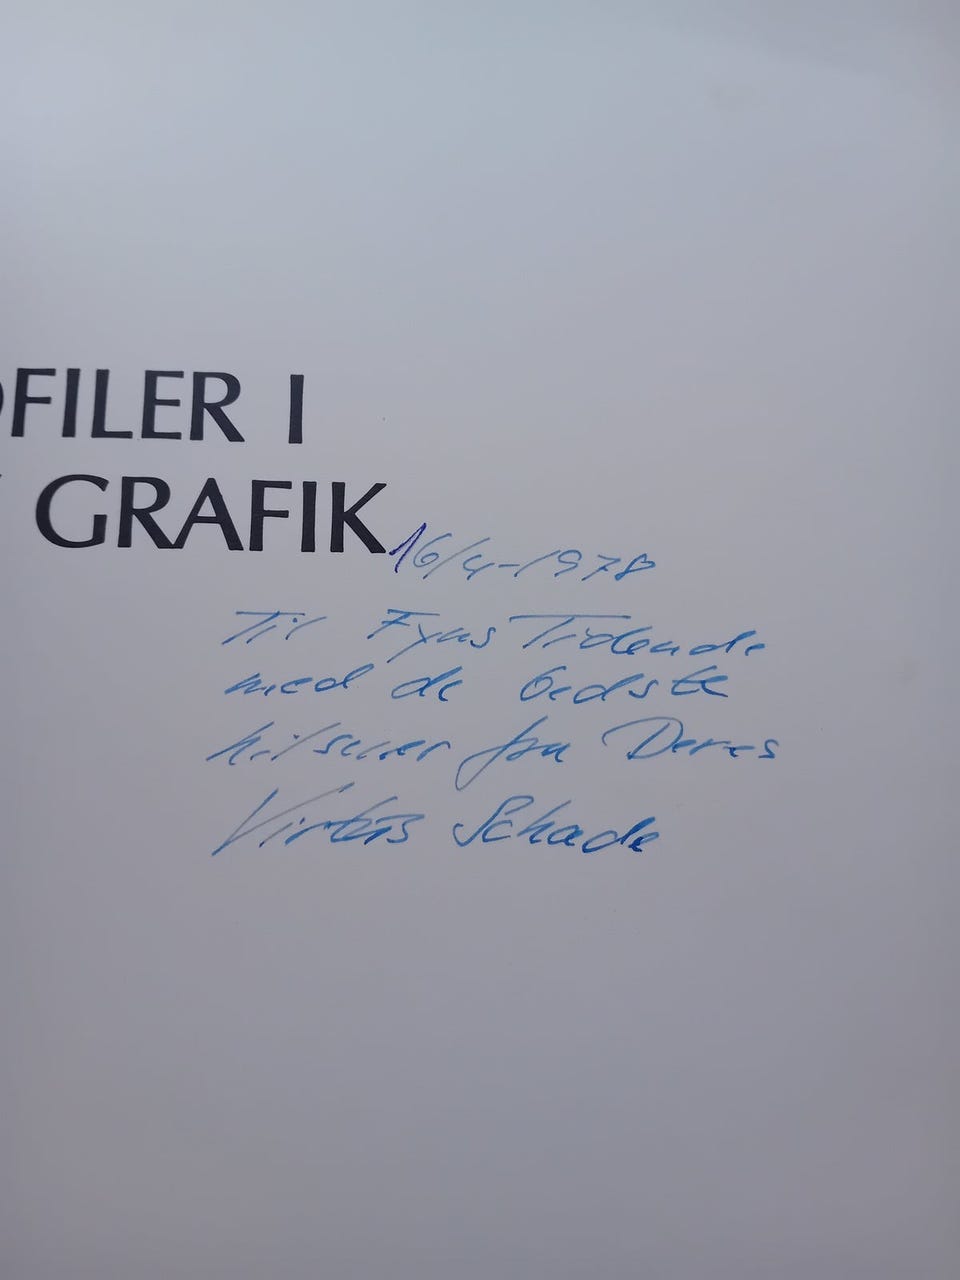 OFILER I
GRAFIK
16/4-1978
Til Fyns Tidende
med de bedste
hilsner fra Deres
Virtus Schade